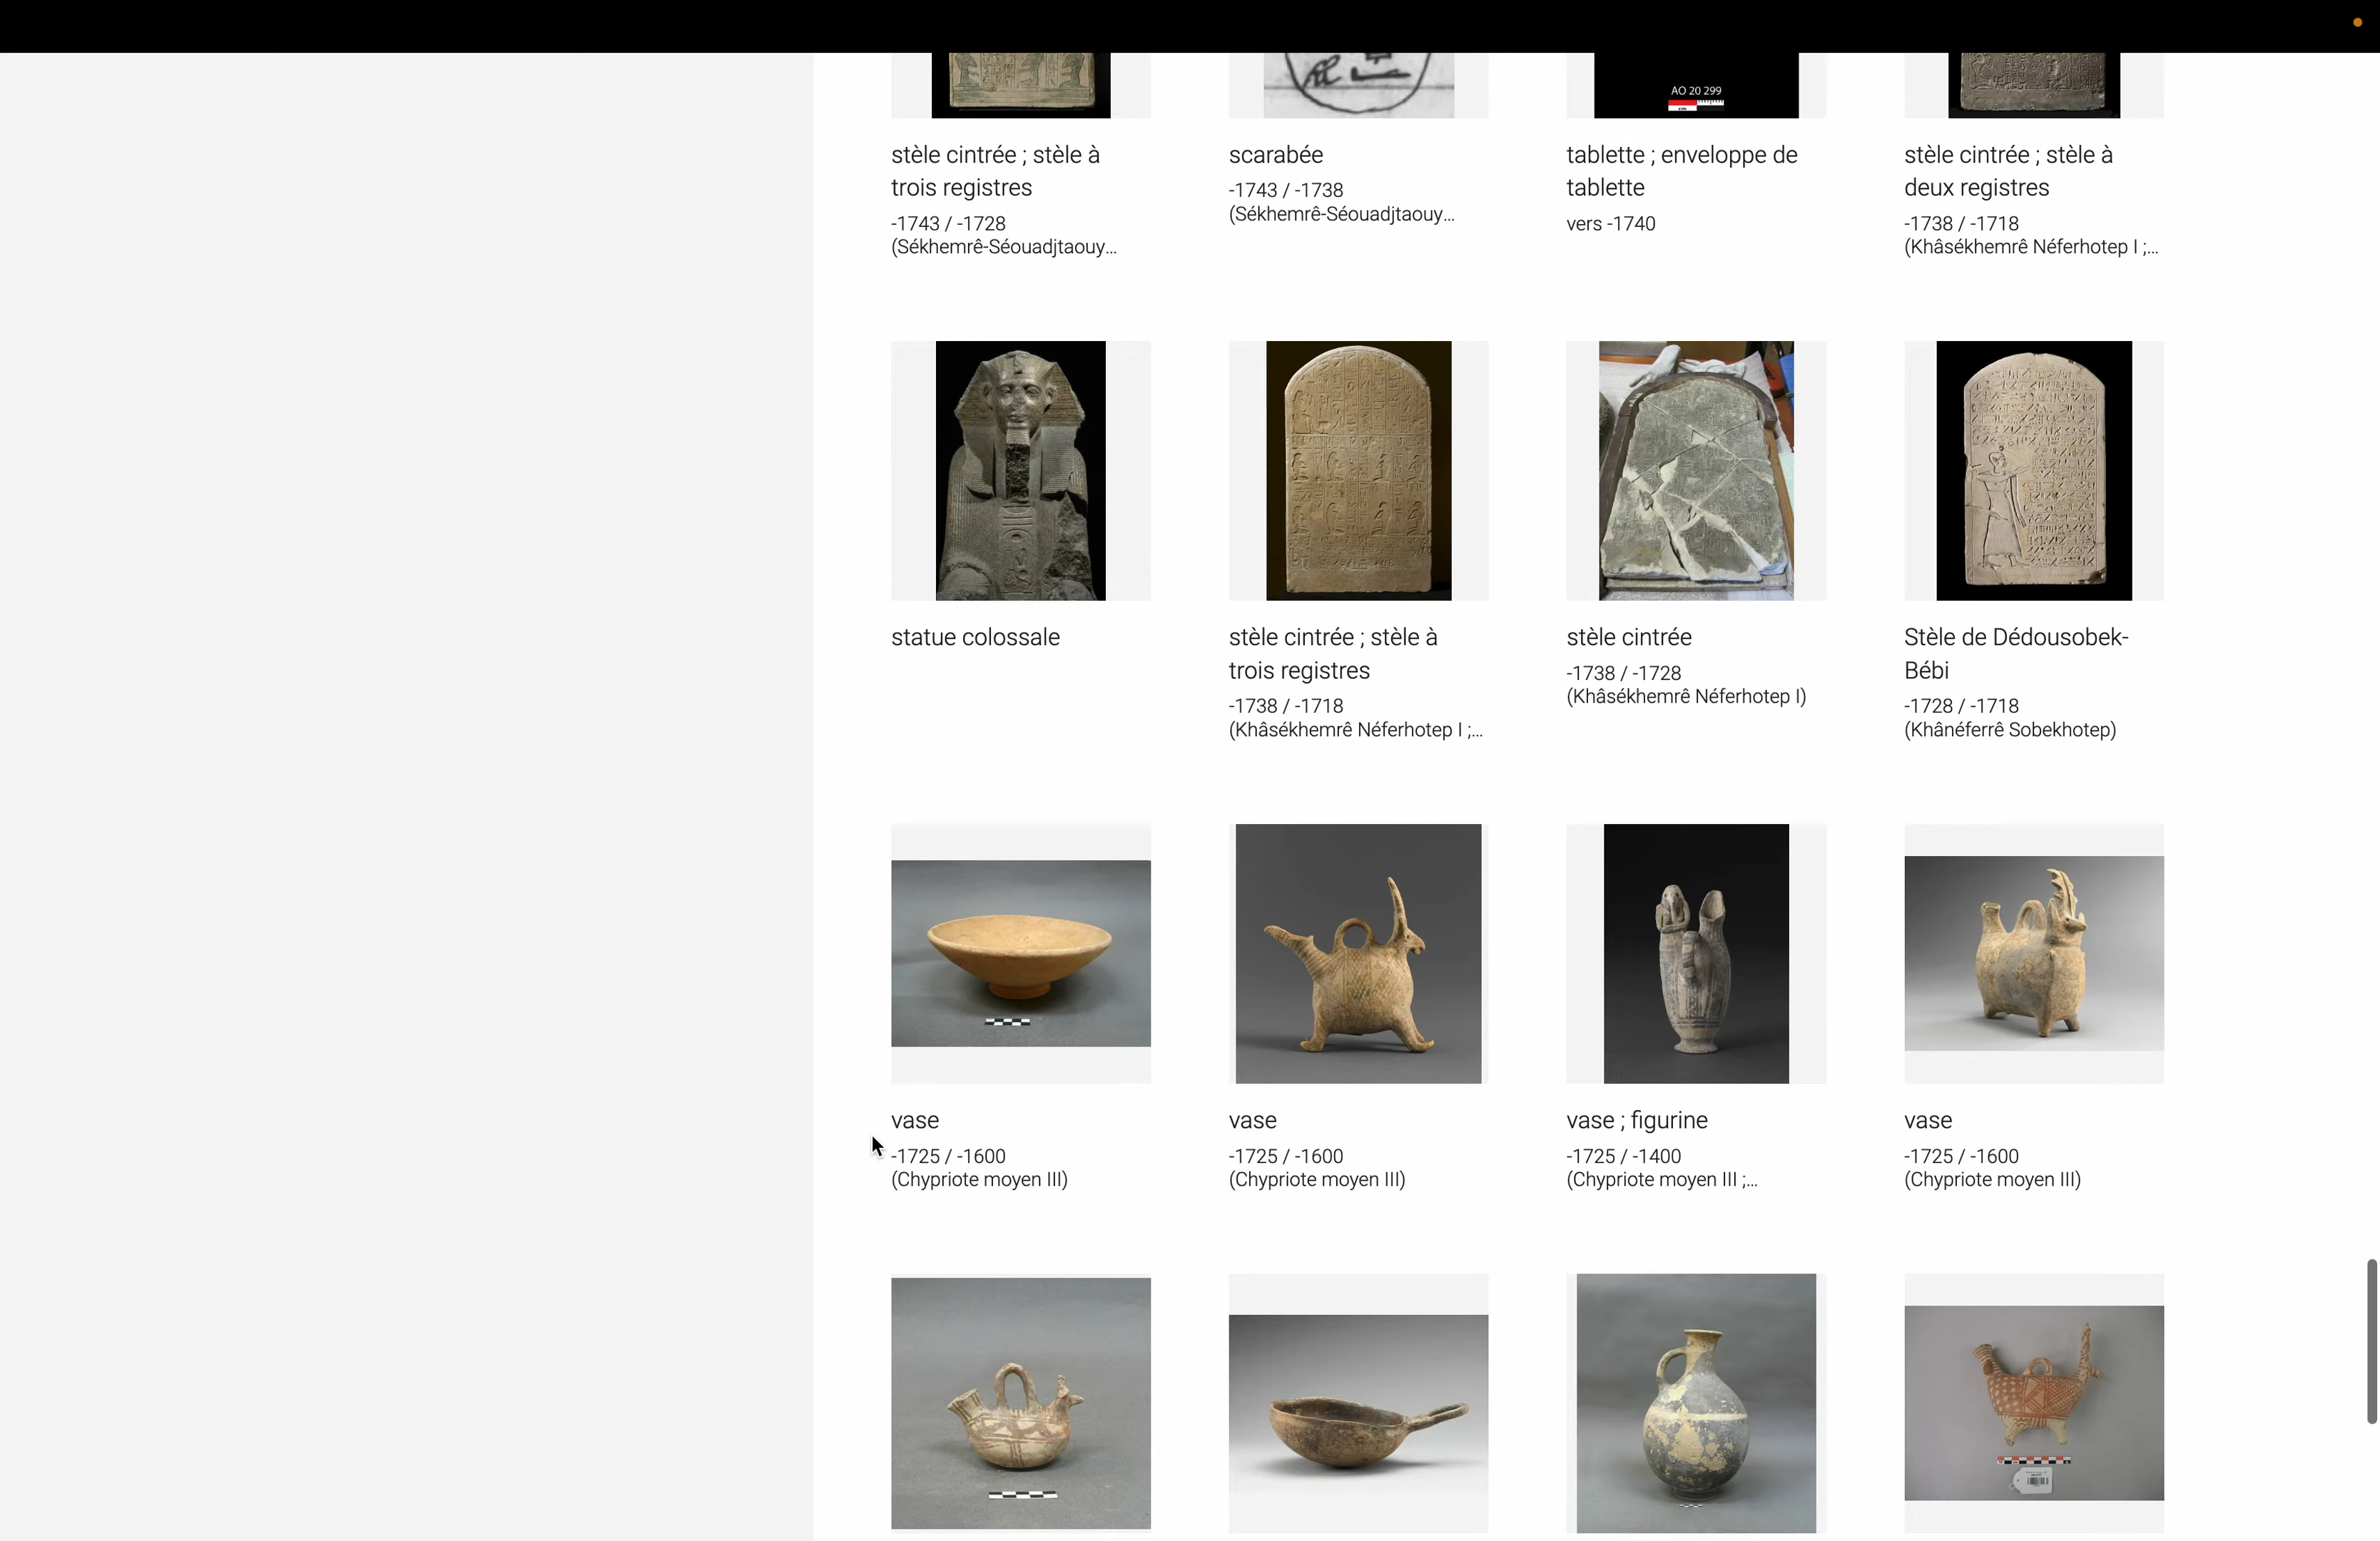 AO 20 299
stèle cintrée ; stèle à
trois registres
-1743 / -1728
(Sékhemrê-Séouadjtaouy...
scarabée
-1743 / -1738
(Sékhemrê-Séouadjtaouy...
tablette ; enveloppe de
tablette
vers -1740
stèle cintrée ; stèle à
deux registres
-1738 / -1718
(Khâsékhemrê Néferhotep I ;...
statue colossale
stèle cintrée ; stèle à
trois registres
-1738 / -1718
(Khâsékhemrê Néferhotep I ;...
stèle cintrée
-1738 / -1728
(Khâsékhemrê Néferhotep I)
Stèle de Dédousobek-
Bébi
-1728 / -1718
(Khânéferrê Sobekhotep)
vase
-1725 / -1600
(Chypriote moyen III)
vase
-1725 / -1600
(Chypriote moyen III)
vase ; figurine
-1725 / -1400
(Chypriote moyen III ;...
vase
-1725 / -1600
(Chypriote moyen III)